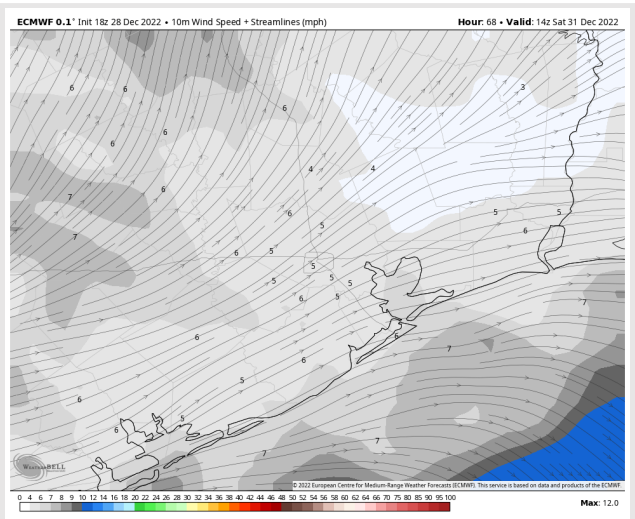 ECMWF 0.1° Init 18z 28 Dec 2022 • 10m Wind Speed + Streamlines (mph)
Hour: 68 • Valid: 14z Sat 31 Dec 2022
6 6 6 3
6
6
4 4
6
7 6 5 5
5 6
7
6 5
5 5
5 5
6 5
7
6
6 7
6
5
6
5
6
7
7
WEATHERBELL
© 2022 European Centre for Medium-Range Weather Forecasts (ECMWF). This service is based on data and products of the ECMWF.
0 4 6 7 8 9 10 12 14 16 18 20 22 24 26 28 30 32 34 36 38 40 42 44 46 48 50 52 54 56 58 60 62 64 66 70 75 80 85 90 95 100
Max: 12.0